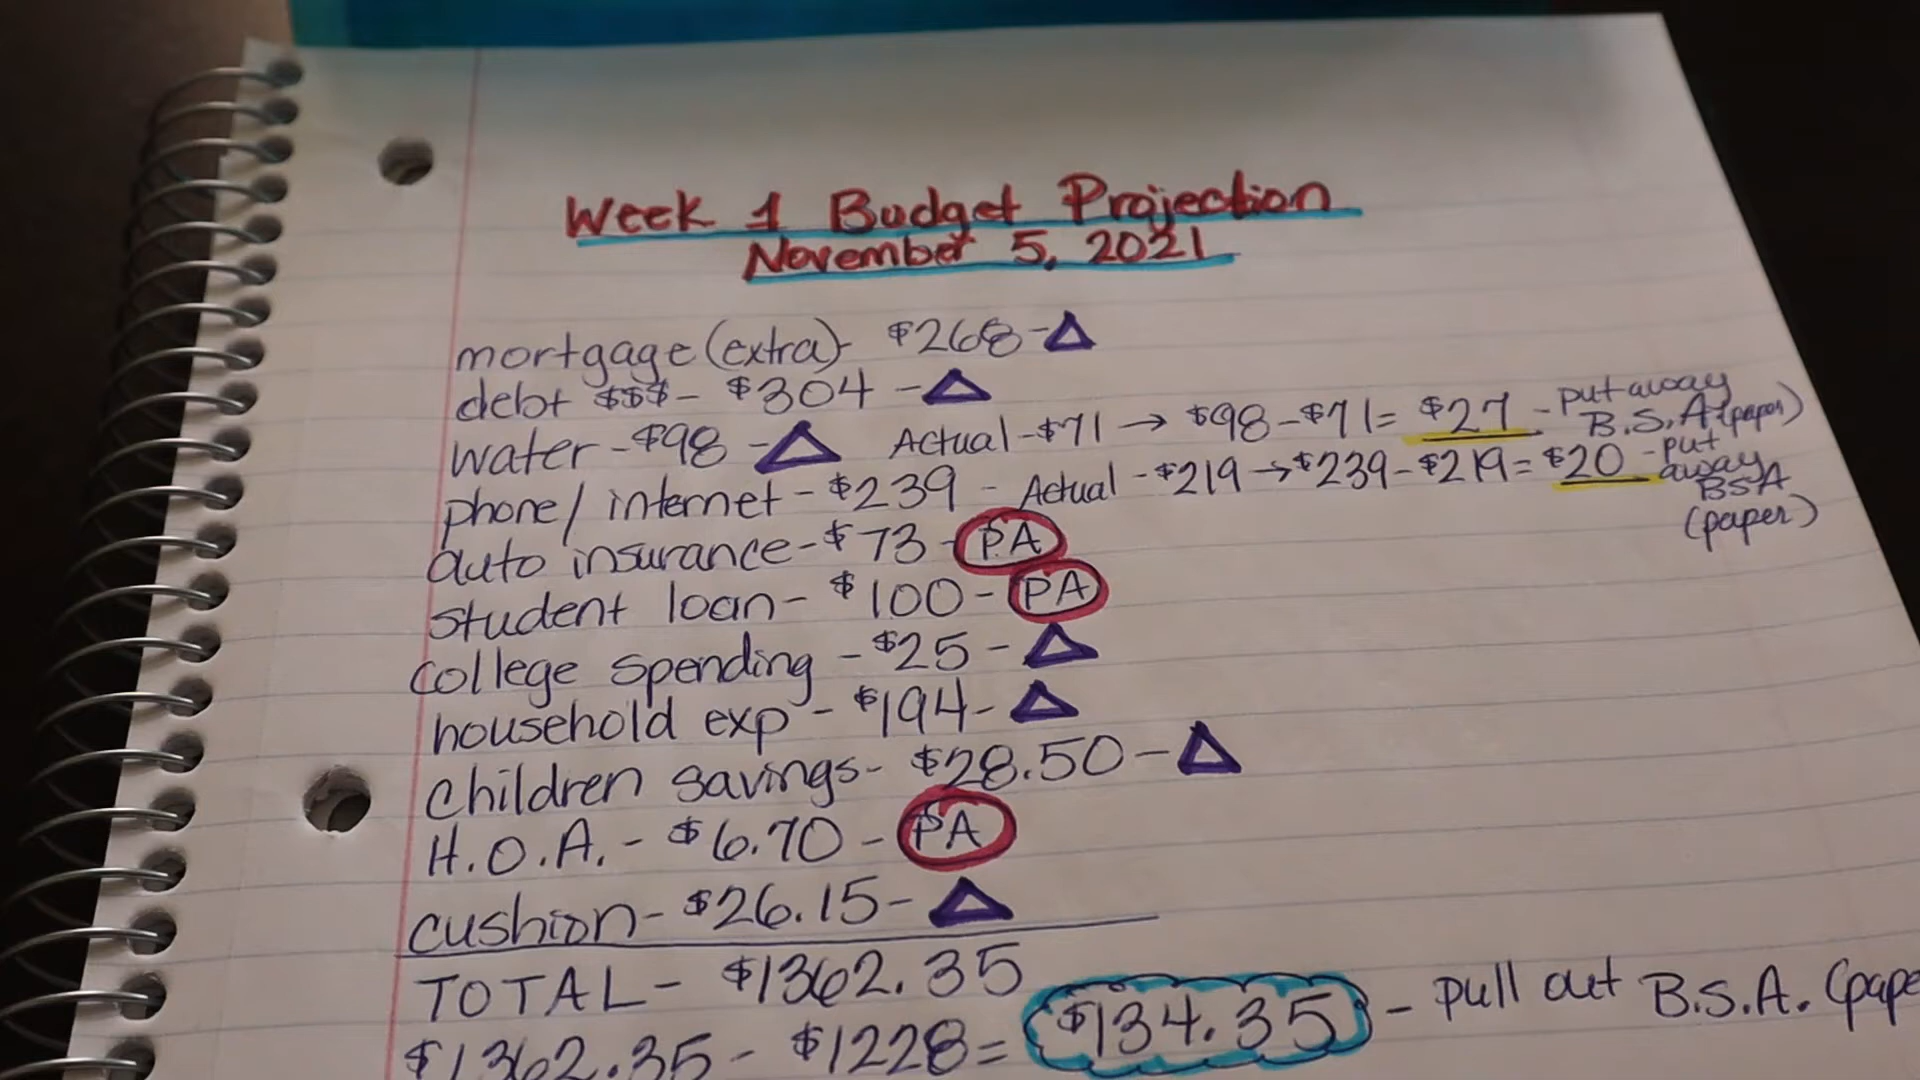 Week 1 Budget Projection
November 5, 2021
mortgage (extra) - $268 - △
debt $$$ - $304 - △
water - $98 - △ Actual - $71 → $98 - $71 = $27 - put away B.S.A. (paper)
phone / internet - $239 - Actual - $219 → $239 - $219 = $20 - put away BSA (paper)
auto insurance - $73 - PA
student loan - $100 - PA
college spending - $25 - △
household exp - $194 - △
children savings - $28.50 - △
H.O.A. - $6.70 - PA
cushion - $26.15 - △
TOTAL - $1362.35
$1362.35 - $1228 = $134.35 - pull out B.S.A. (pape